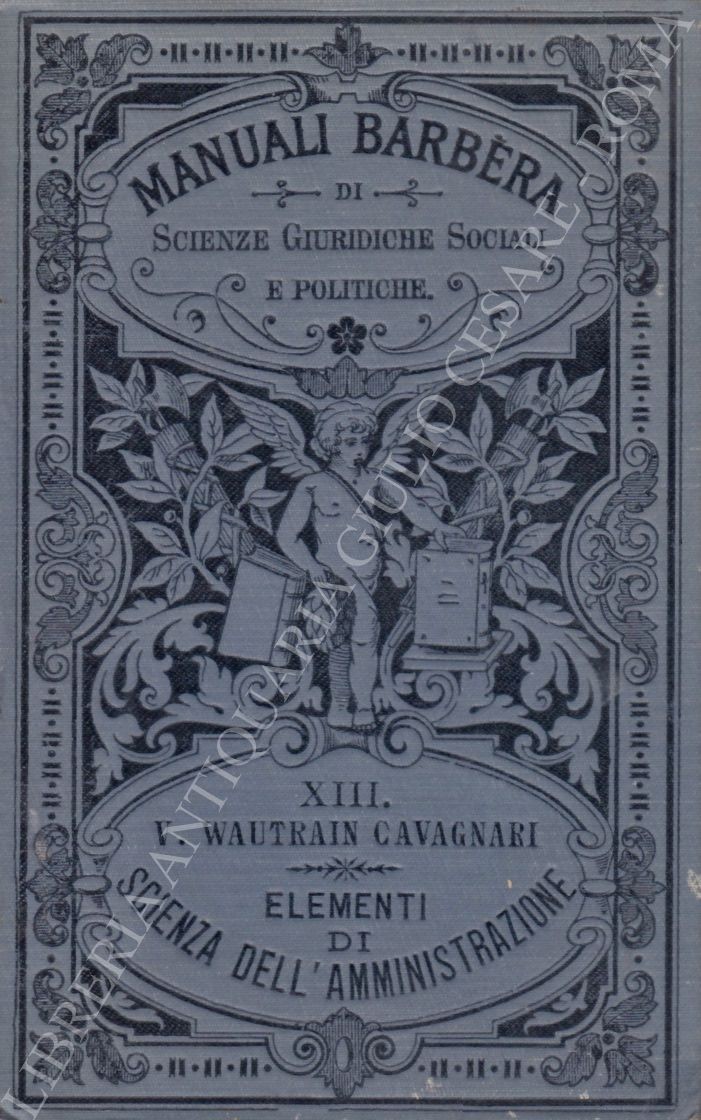 MANUALI BARBÈRA
DI
SCIENZE GIURIDICHE SOCIALI
E POLITICHE.
XIII.
V. WAUTRAIN CAVAGNARI
ELEMENTI
DI
SCIENZA DELL'AMMINISTRAZIONE
LIBRERIA ANTIQUARIA GIULIO CESARE - ROMA